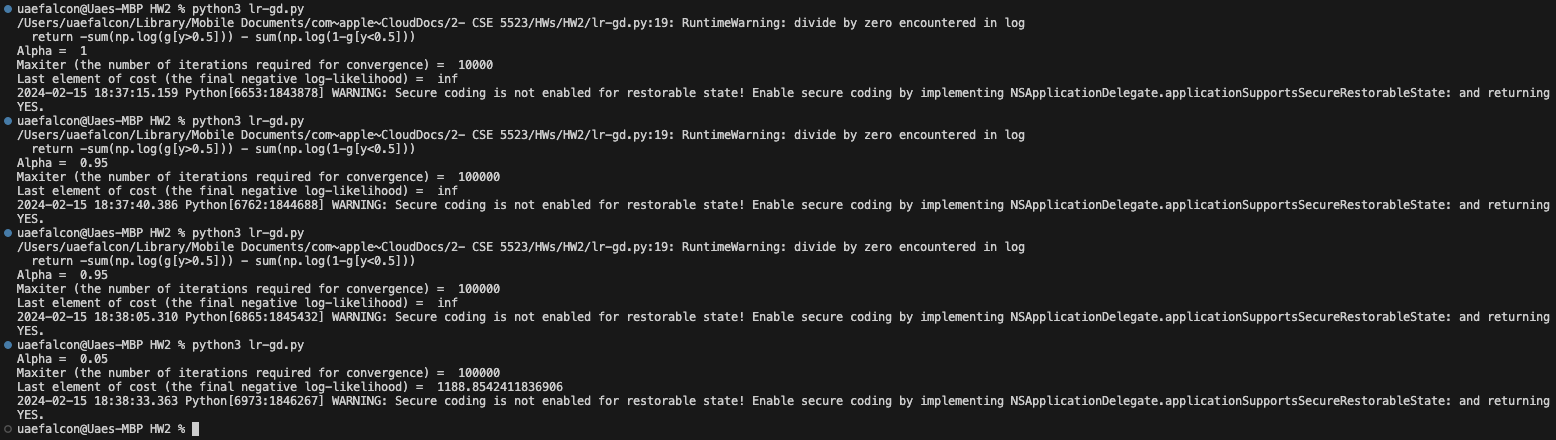 uaefalcon@Uaes-MBP HW2 % python3 lr-gd.py
/Users/uaefalcon/Library/Mobile Documents/com~apple~CloudDocs/2- CSE 5523/HWs/HW2/lr-gd.py:19: RuntimeWarning: divide by zero encountered in log
  return -sum(np.log(g[y>0.5])) - sum(np.log(1-g[y<0.5]))
Alpha =  1
Maxiter (the number of iterations required for convergence) =  10000
Last element of cost (the final negative log-likelihood) =  inf
2024-02-15 18:37:15.159 Python[6653:1843878] WARNING: Secure coding is not enabled for restorable state! Enable secure coding by implementing NSApplicationDelegate.applicationSupportsSecureRestorableState: and returning
YES.
uaefalcon@Uaes-MBP HW2 % python3 lr-gd.py
/Users/uaefalcon/Library/Mobile Documents/com~apple~CloudDocs/2- CSE 5523/HWs/HW2/lr-gd.py:19: RuntimeWarning: divide by zero encountered in log
  return -sum(np.log(g[y>0.5])) - sum(np.log(1-g[y<0.5]))
Alpha =  0.95
Maxiter (the number of iterations required for convergence) =  100000
Last element of cost (the final negative log-likelihood) =  inf
2024-02-15 18:37:40.386 Python[6762:1844688] WARNING: Secure coding is not enabled for restorable state! Enable secure coding by implementing NSApplicationDelegate.applicationSupportsSecureRestorableState: and returning
YES.
uaefalcon@Uaes-MBP HW2 % python3 lr-gd.py
/Users/uaefalcon/Library/Mobile Documents/com~apple~CloudDocs/2- CSE 5523/HWs/HW2/lr-gd.py:19: RuntimeWarning: divide by zero encountered in log
  return -sum(np.log(g[y>0.5])) - sum(np.log(1-g[y<0.5]))
Alpha =  0.95
Maxiter (the number of iterations required for convergence) =  100000
Last element of cost (the final negative log-likelihood) =  inf
2024-02-15 18:38:05.310 Python[6865:1845432] WARNING: Secure coding is not enabled for restorable state! Enable secure coding by implementing NSApplicationDelegate.applicationSupportsSecureRestorableState: and returning
YES.
uaefalcon@Uaes-MBP HW2 % python3 lr-gd.py
Alpha =  0.05
Maxiter (the number of iterations required for convergence) =  100000
Last element of cost (the final negative log-likelihood) =  1188.8542411836906
2024-02-15 18:38:33.363 Python[6973:1846267] WARNING: Secure coding is not enabled for restorable state! Enable secure coding by implementing NSApplicationDelegate.applicationSupportsSecureRestorableState: and returning
YES.
uaefalcon@Uaes-MBP HW2 %